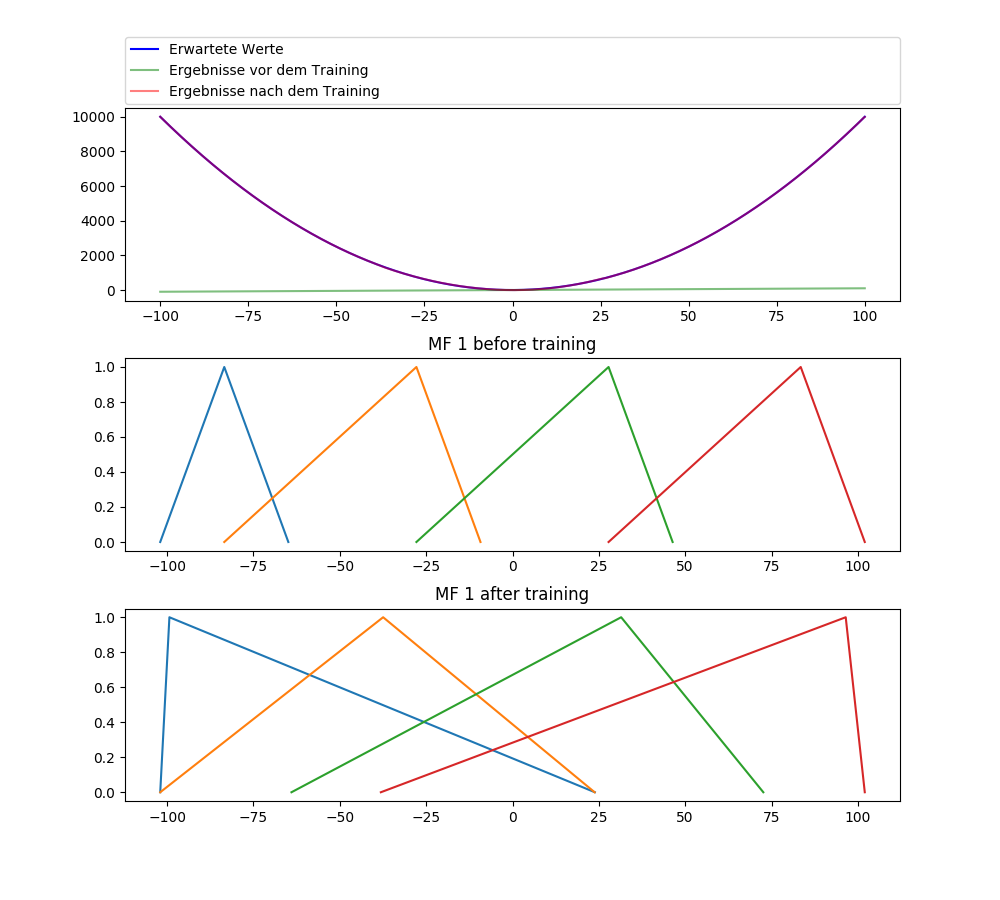 Erwartete Werte
Ergebnisse vor dem Training
Ergebnisse nach dem Training
10000
8000
6000
4000
2000
0
−100 −75 −50 −25 0 25 50 75 100
MF 1 before training
1.0
0.8
0.6
0.4
0.2
0.0
−100 −75 −50 −25 0 25 50 75 100
MF 1 after training
1.0
0.8
0.6
0.4
0.2
0.0
−100 −75 −50 −25 0 25 50 75 100